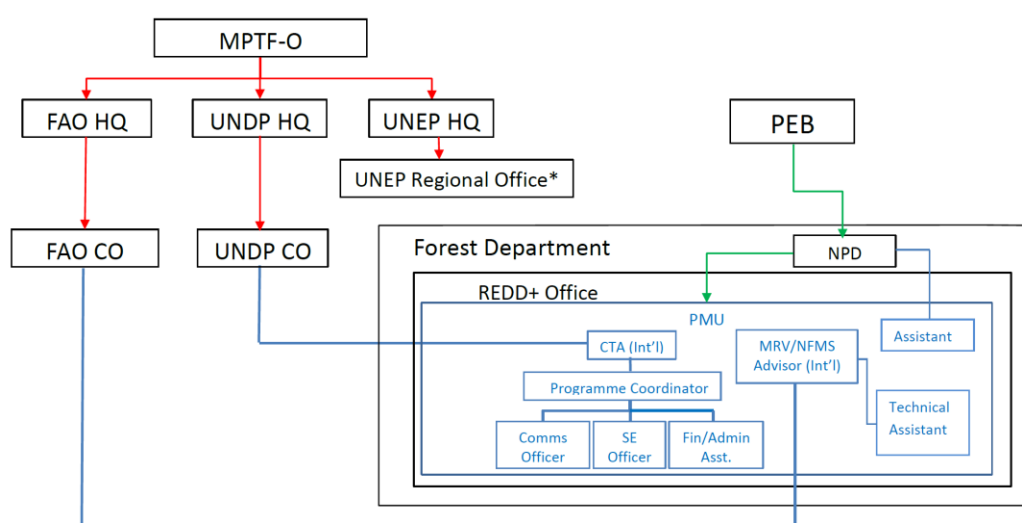 MPTF-O
FAO HQ
UNDP HQ
UNEP HQ
PEB
UNEP Regional Office*
FAO CO
UNDP CO
Forest Department
NPD
REDD+ Office
PMU
Assistant
CTA (Int'l)
MRV/NFMS
Advisor (Int'l)
Programme Coordinator
Technical
Assistant
Comms
Officer
SE
Officer
Fin/Admin
Asst.